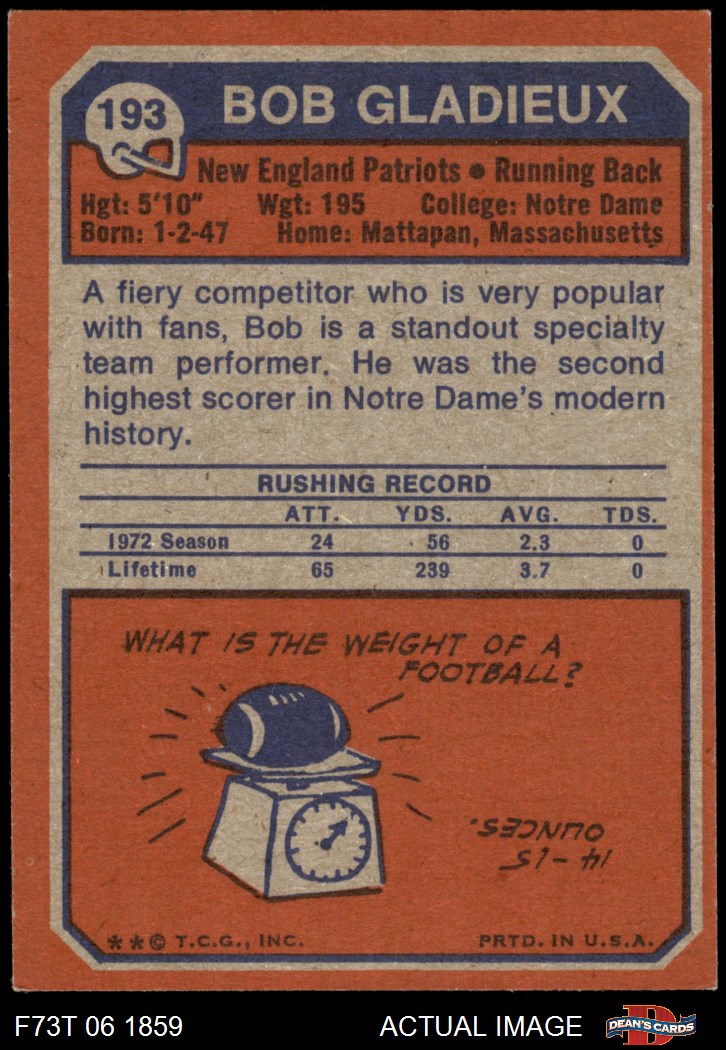 193
BOB GLADIEUX
New England Patriots • Running Back
Hgt: 5'10" Wgt: 195 College: Notre Dame
Born: 1-2-47 Home: Mattapan, Massachusetts
A fiery competitor who is very popular
with fans, Bob is a standout specialty
team performer. He was the second
highest scorer in Notre Dame's modern
history.
RUSHING RECORD
ATT. YDS. AVG. TDS.
1972 Season 24 56 2.3 0
Lifetime 65 239 3.7 0
WHAT IS THE WEIGHT OF A
FOOTBALL?
14-15
OUNCES.
**© T.C.G., INC. PRTD. IN U.S.A.
F73T 06 1859 ACTUAL IMAGE D DEAN'S CARDS